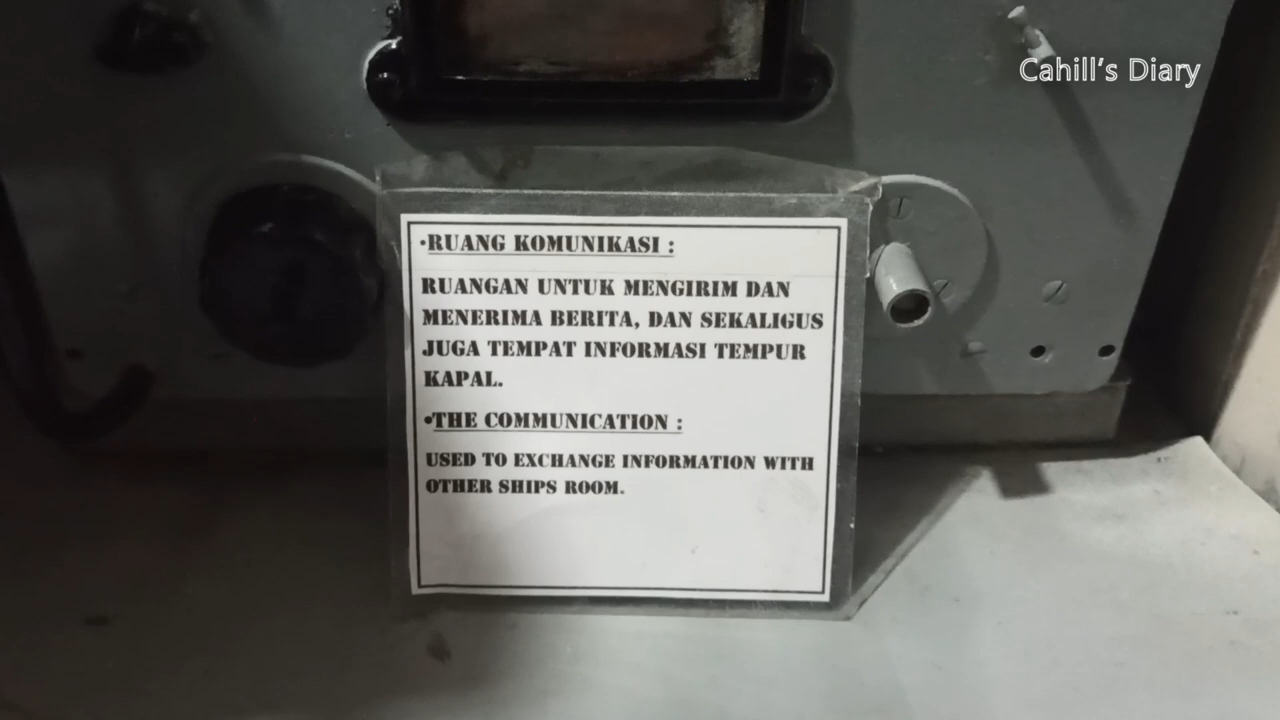 Cahill's Diary
•RUANG KOMUNIKASI :
RUANGAN UNTUK MENGIRIM DAN
MENERIMA BERITA, DAN SEKALIGUS
JUGA TEMPAT INFORMASI TEMPUR
KAPAL.
•THE COMMUNICATION :
USED TO EXCHANGE INFORMATION WITH
OTHER SHIPS ROOM.